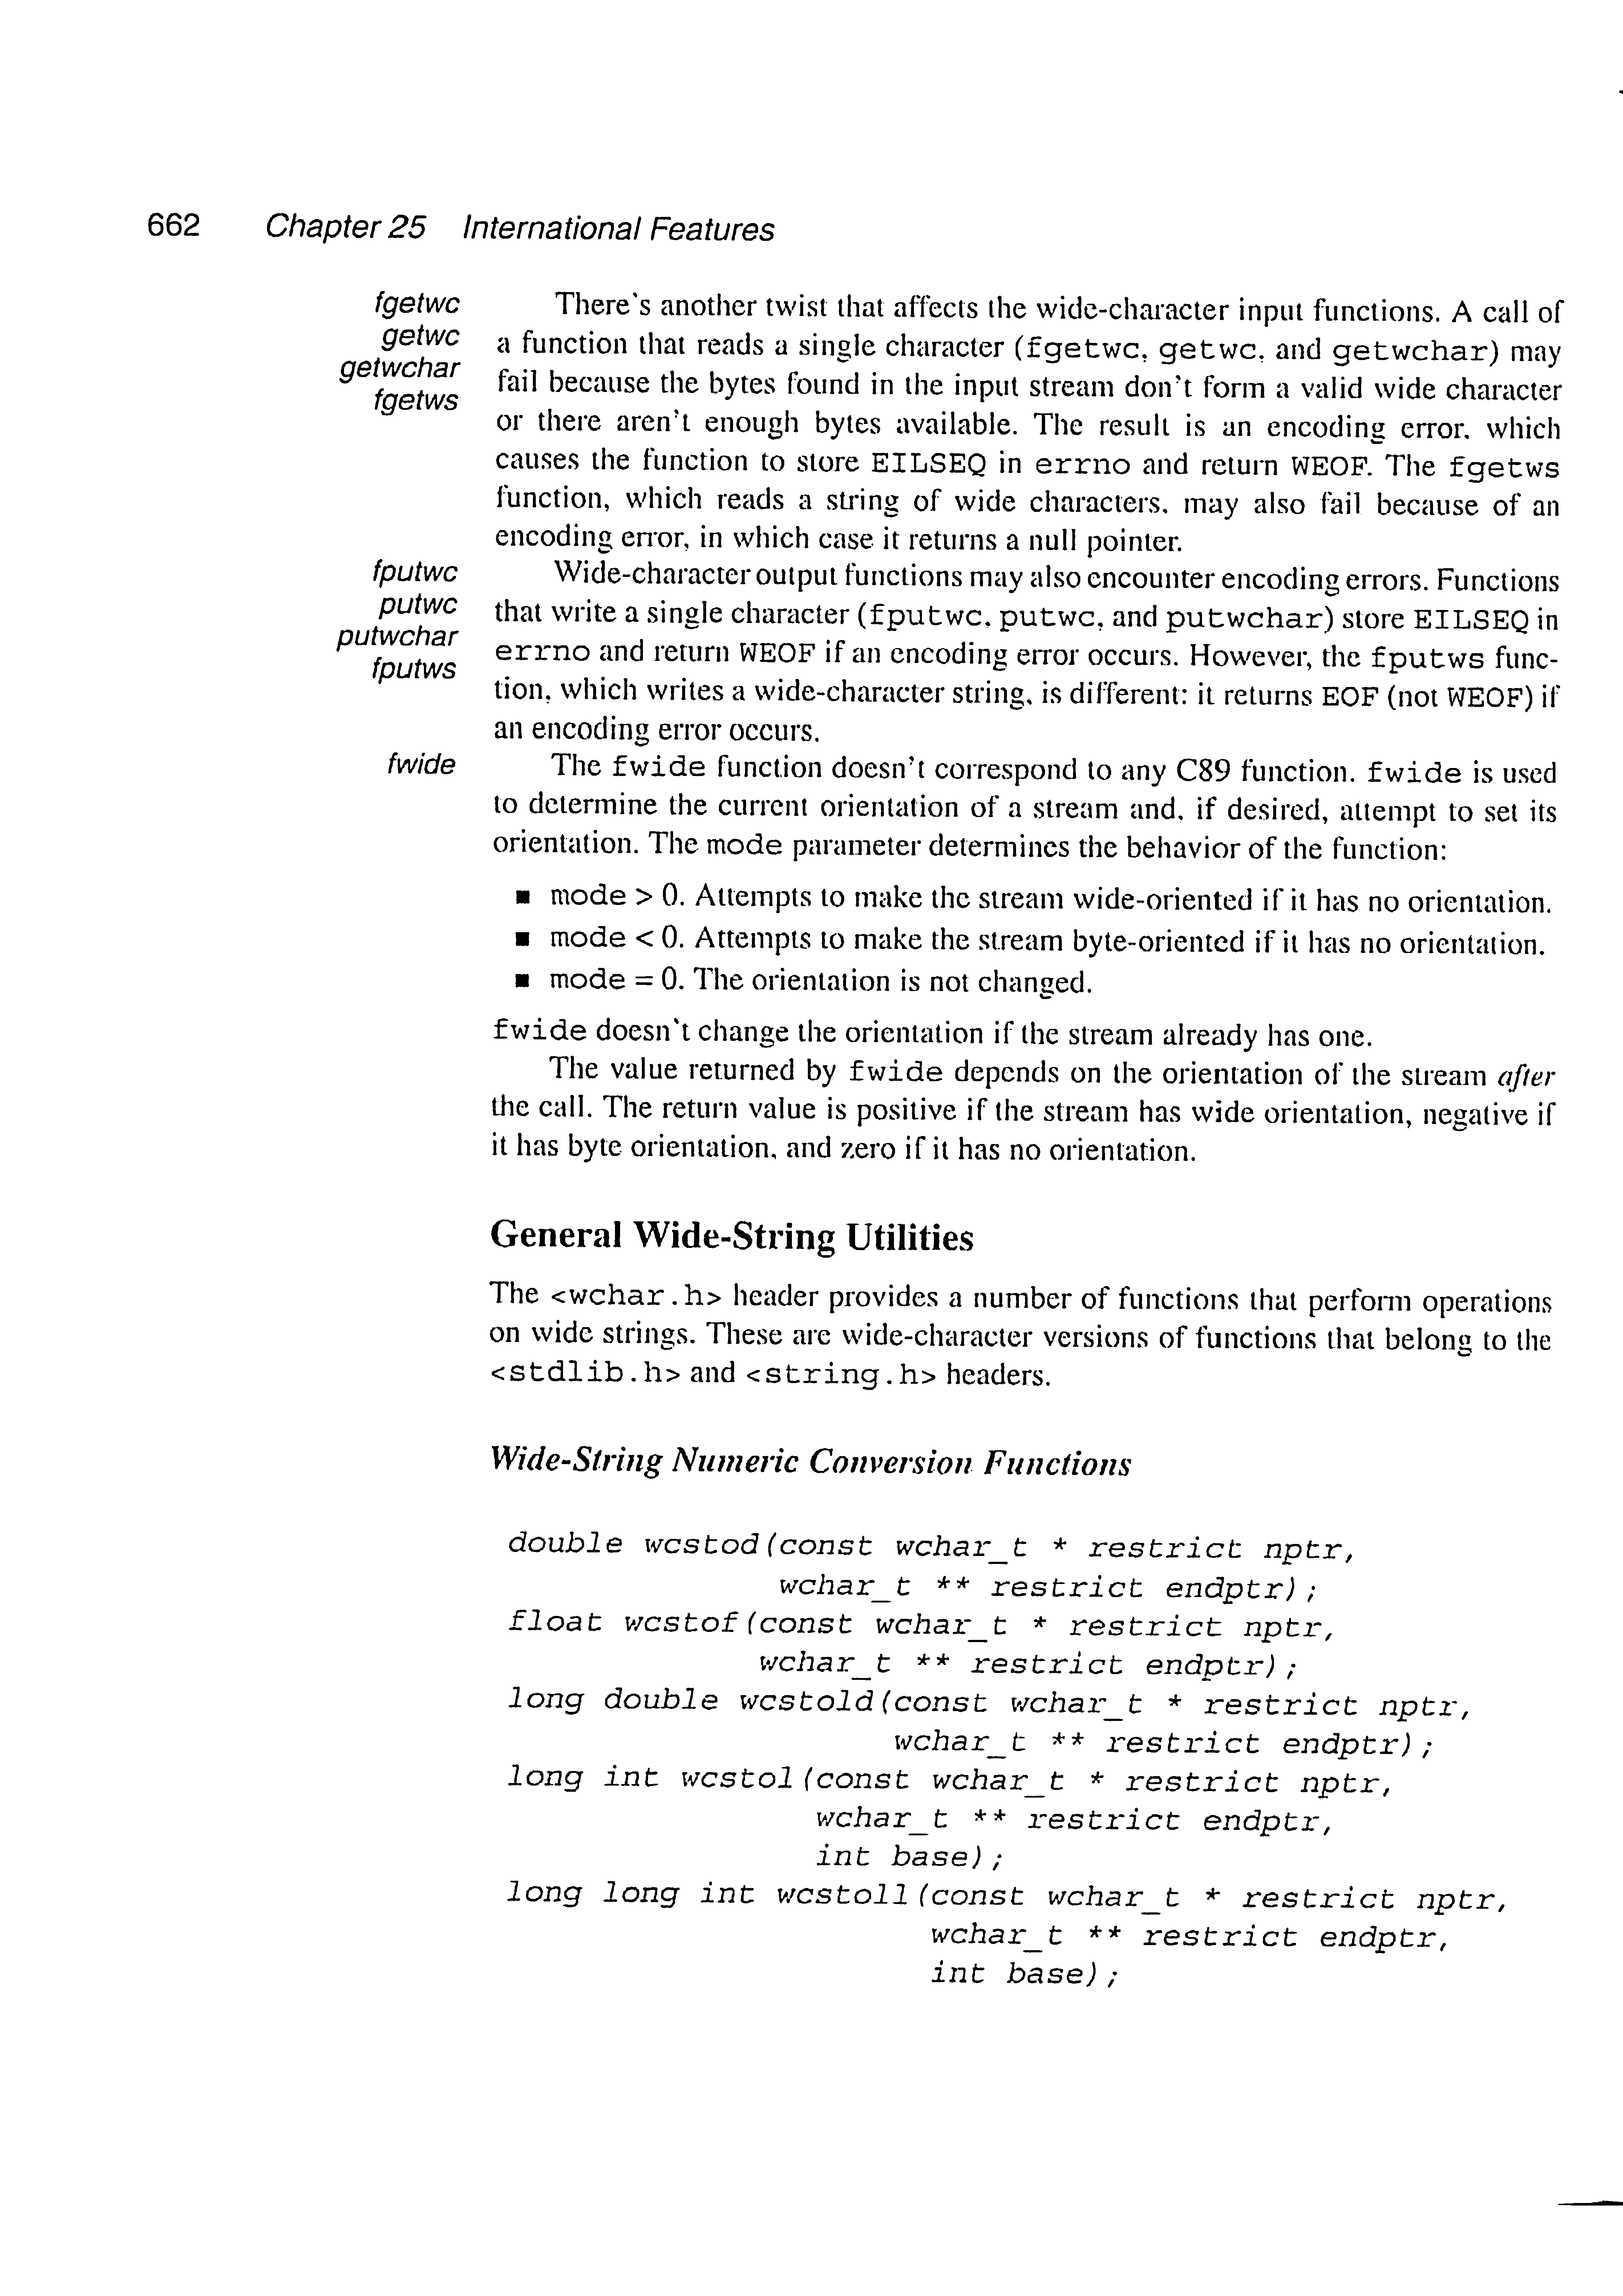 662 Chapter 25 International Features
fgetwc
getwc
getwchar
fgetws
There's another twist that affects the wide-character input functions. A call of
a function that reads a single character (fgetwc, getwc, and getwchar) may
fail because the bytes found in the input stream don't form a valid wide character
or there aren't enough bytes available. The result is an encoding error, which
causes the function to store EILSEQ in errno and return WEOF. The fgetws
function, which reads a string of wide characters, may also fail because of an
encoding error, in which case it returns a null pointer.
fputwc
putwc
putwchar
fputws
Wide-character output functions may also encounter encoding errors. Functions
that write a single character (fputwc, putwc, and putwchar) store EILSEQ in
errno and return WEOF if an encoding error occurs. However, the fputws func-
tion, which writes a wide-character string, is different: it returns EOF (not WEOF) if
an encoding error occurs.
fwide
The fwide function doesn't correspond to any C89 function. fwide is used
to determine the current orientation of a stream and, if desired, attempt to set its
orientation. The mode parameter determines the behavior of the function:
■ mode > 0. Attempts to make the stream wide-oriented if it has no orientation.
■ mode < 0. Attempts to make the stream byte-oriented if it has no orientation.
■ mode = 0. The orientation is not changed.
fwide doesn't change the orientation if the stream already has one.
The value returned by fwide depends on the orientation of the stream after
the call. The return value is positive if the stream has wide orientation, negative if
it has byte orientation, and zero if it has no orientation.
General Wide-String Utilities
The <wchar.h> header provides a number of functions that perform operations
on wide strings. These are wide-character versions of functions that belong to the
<stdlib.h> and <string.h> headers.
Wide-String Numeric Conversion Functions
double wcstod(const wchar_t * restrict nptr,
wchar_t ** restrict endptr);
float wcstof(const wchar_t * restrict nptr,
wchar_t ** restrict endptr);
long double wcstold(const wchar_t * restrict nptr,
wchar_t ** restrict endptr);
long int wcstol(const wchar_t * restrict nptr,
wchar_t ** restrict endptr,
int base);
long long int wcstoll(const wchar_t * restrict nptr,
wchar_t ** restrict endptr,
int base);